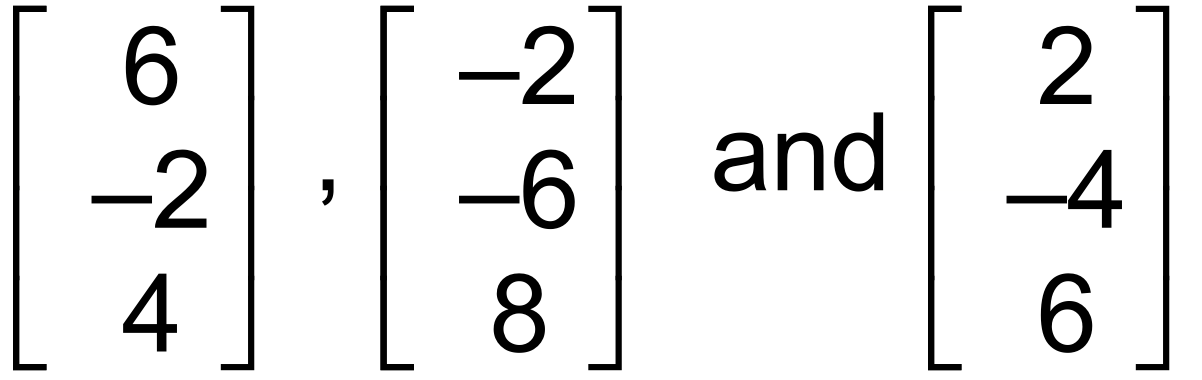 [ 6 –2 4 ] , [ –2 –6 8 ] and [ 2 –4 6 ]